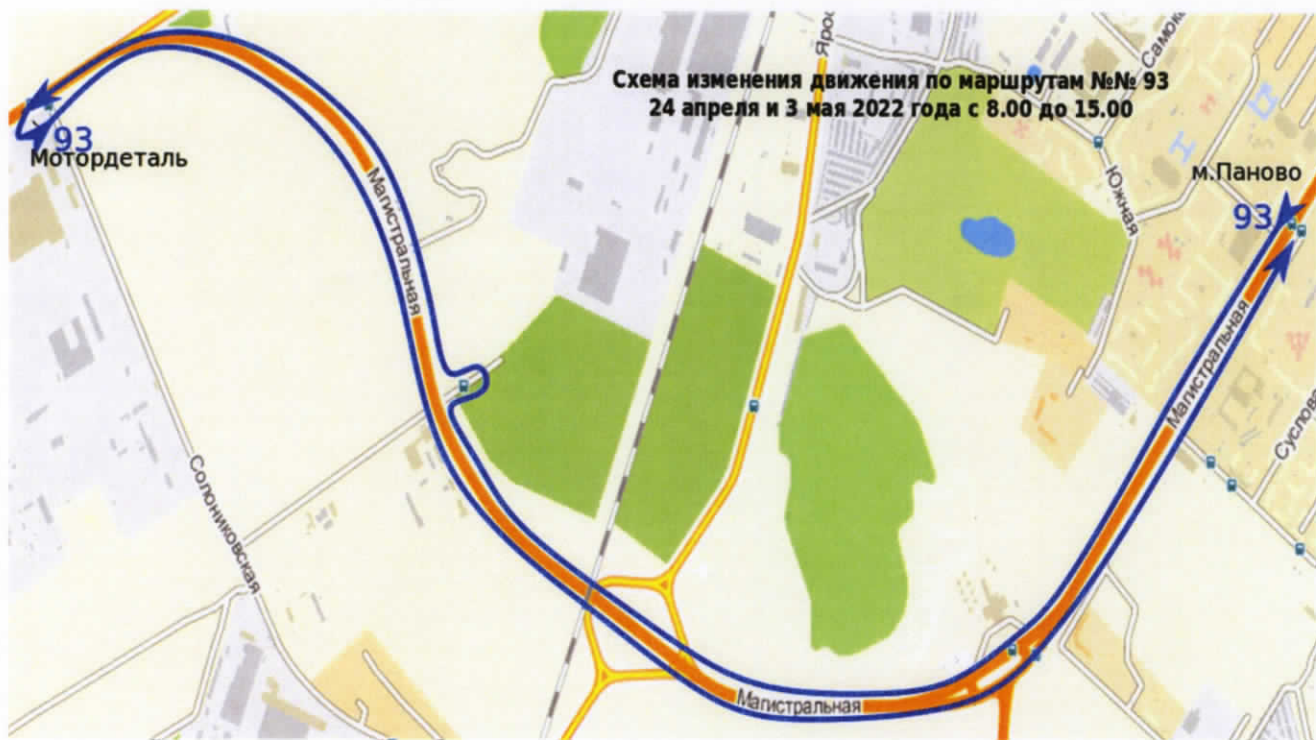 Схема изменения движения по маршрутам №№ 93
24 апреля и 3 мая 2022 года с 8.00 до 15.00
93
Мотордеталь
м.Паново
93
Южная
Магистральная
Магистральная
Магистральная
Солониковская